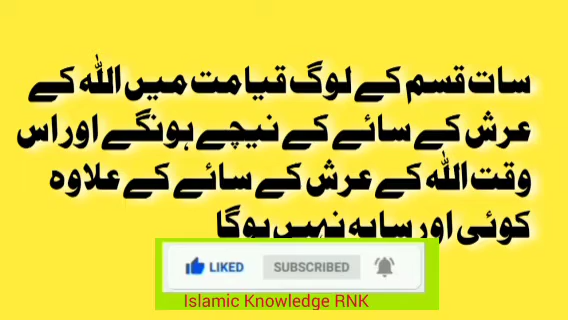 سات قسم کے لوگ قیامت میں اللہ کے
عرش کے سائے کے نیچے ہونگے اور اس
وقت اللہ کے عرش کے سائے کے علاوہ
کوئی اور سایہ نہیں ہوگا
LIKED SUBSCRIBED
Islamic Knowledge RNK